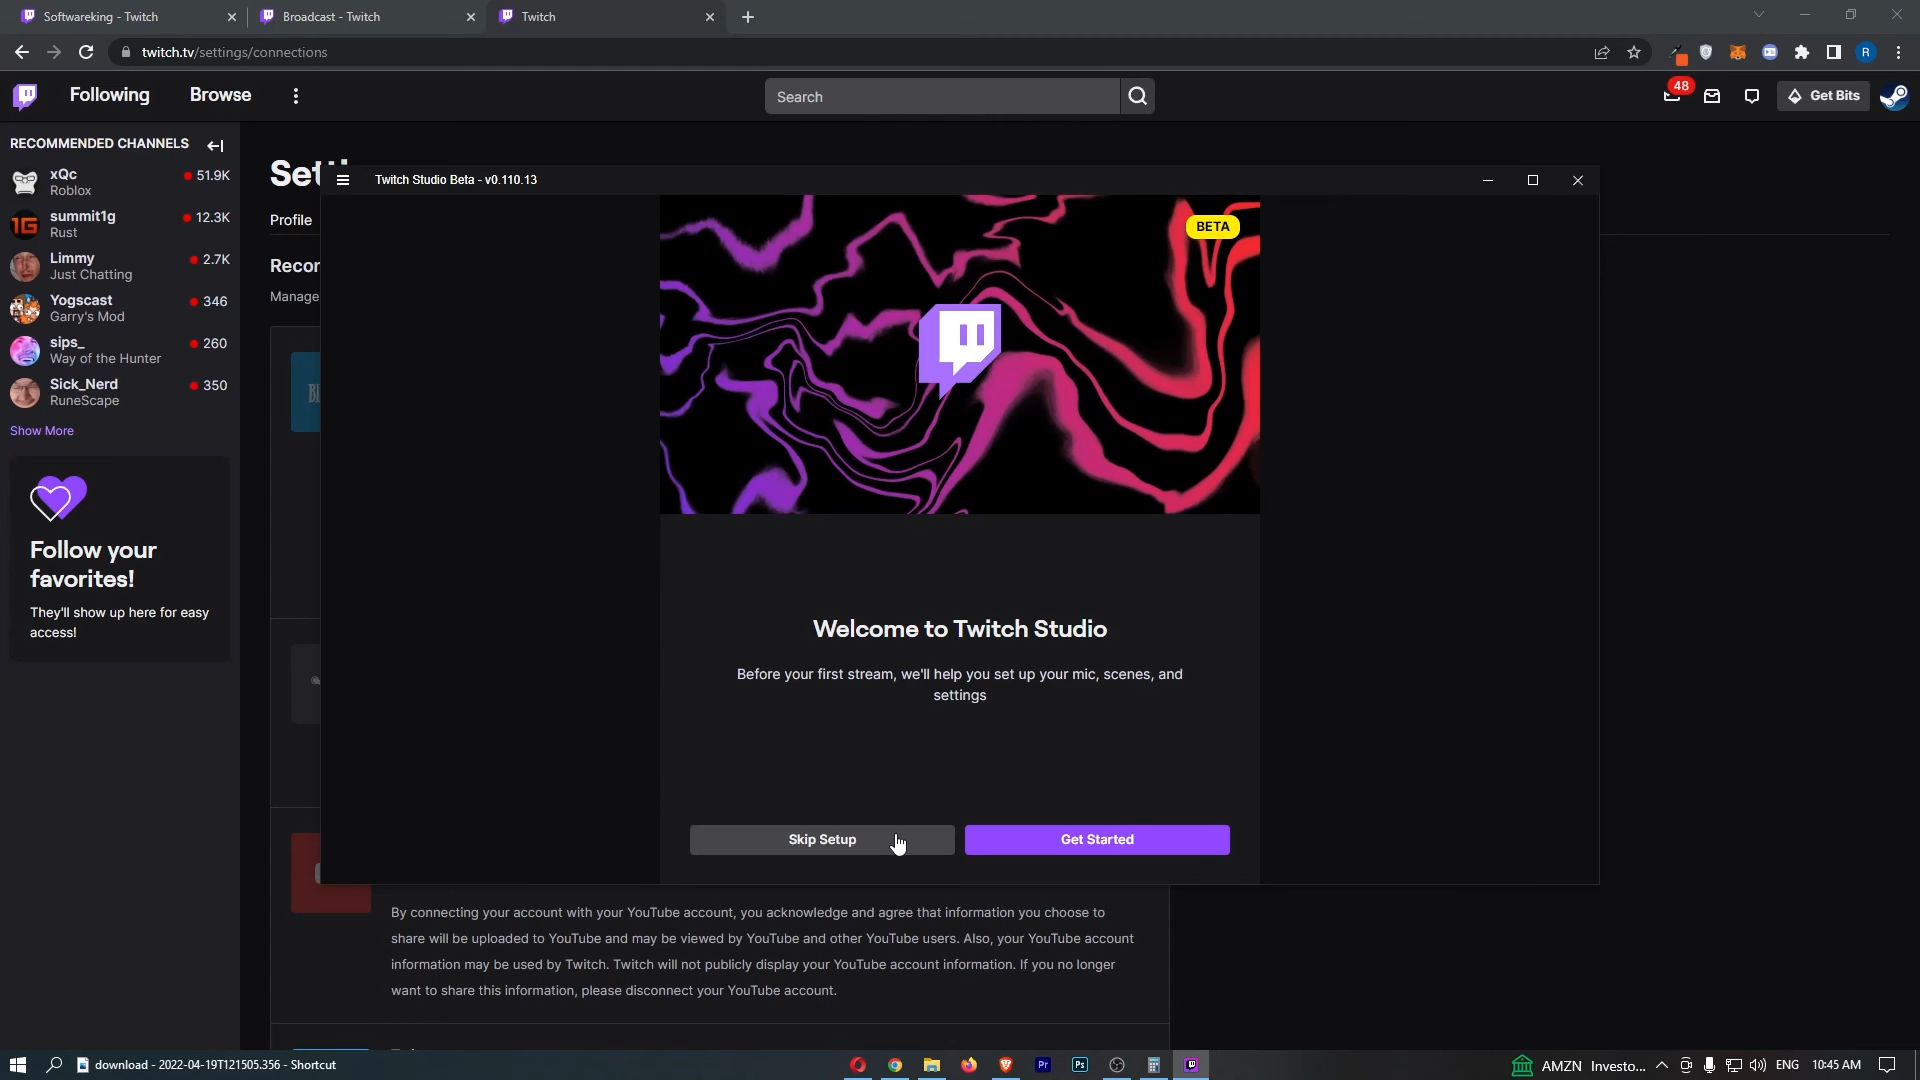 Softwareking - Twitch
Broadcast - Twitch
Twitch
twitch.tv/settings/connections
R
Following
Browse
Search
48
Get Bits
RECOMMENDED CHANNELS
xQc
51.9K
Roblox
summit1g
12.3K
Rust
Limmy
2.7K
Just Chatting
Yogscast
346
Garry's Mod
sips_
260
Way of the Hunter
Sick_Nerd
350
RuneScape
Show More
Follow your
favorites!
They'll show up here for easy
access!
Profile
Manage
Twitch Studio Beta - v0.110.13
BETA
Welcome to Twitch Studio
Before your first stream, we'll help you set up your mic, scenes, and
settings
Skip Setup
Get Started
By connecting your account with your YouTube account, you acknowledge and agree that information you choose to
share will be uploaded to YouTube and may be viewed by YouTube and other YouTube users. Also, your YouTube account
information may be used by Twitch. Twitch will not publicly display your YouTube account information. If you no longer
want to share this information, please disconnect your YouTube account.
download - 2022-04-19T121505.356 - Shortcut
Pr
Ps
AMZN Investo...
ENG
10:45 AM